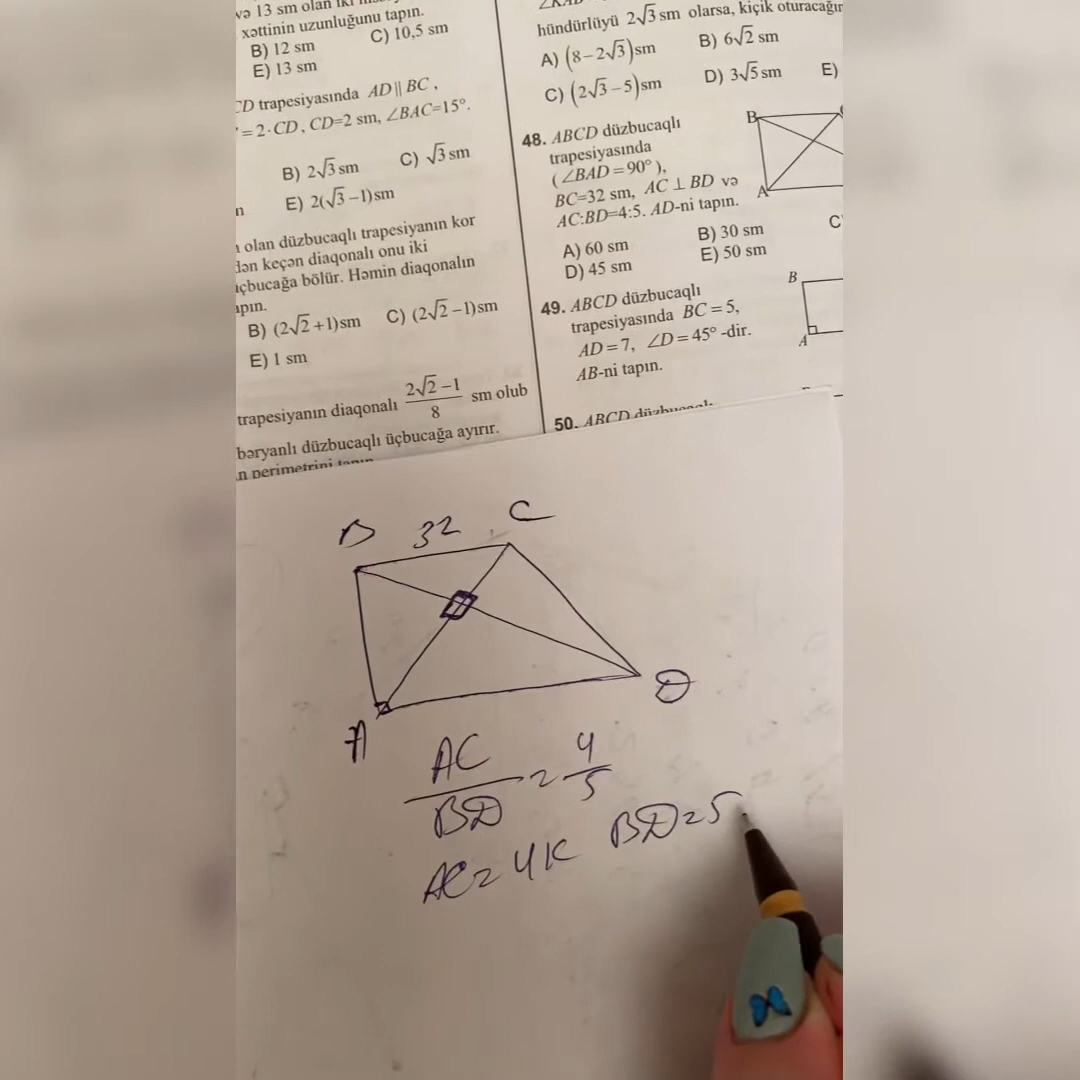 və 13 sm olan iki
xəttinin uzunluğunu tapın.
B) 12 sm C) 10,5 sm
E) 13 sm
CD trapesiyasında AD || BC ,
= 2·CD , CD=2 sm, ∠BAC=15°.
B) 2√3 sm C) √3 sm
E) 2(√3 −1)sm
olan düzbucaqlı trapesiyanın kor
keçən diaqonalı onu iki
üçbucağa bölür. Həmin diaqonalın
B) (2√2 +1)sm C) (2√2 −1)sm
E) 1 sm
trapesiyanın diaqonalı (2√2 −1)/8 sm olub
bəryanlı düzbucaqlı üçbucağa ayırır.
n perimetrini tapın
hündürlüyü 2√3 sm olarsa, kiçik oturacağın
A) (8−2√3)sm B) 6√2 sm
C) (2√3 −5)sm D) 3√5 sm E)
48. ABCD düzbucaqlı
trapesiyasında
(∠BAD = 90° ),
BC=32 sm, AC ⊥ BD və
AC:BD=4:5. AD-ni tapın.
A) 60 sm B) 30 sm C
D) 45 sm E) 50 sm
B
A
49. ABCD düzbucaqlı
trapesiyasında BC = 5,
AD = 7, ∠D = 45° -dir.
AB-ni tapın.
B
A
50. ABCD düzbucaqlı
B 32 C
A D
AC/BD = 4/5
AC = 4K BD = 5